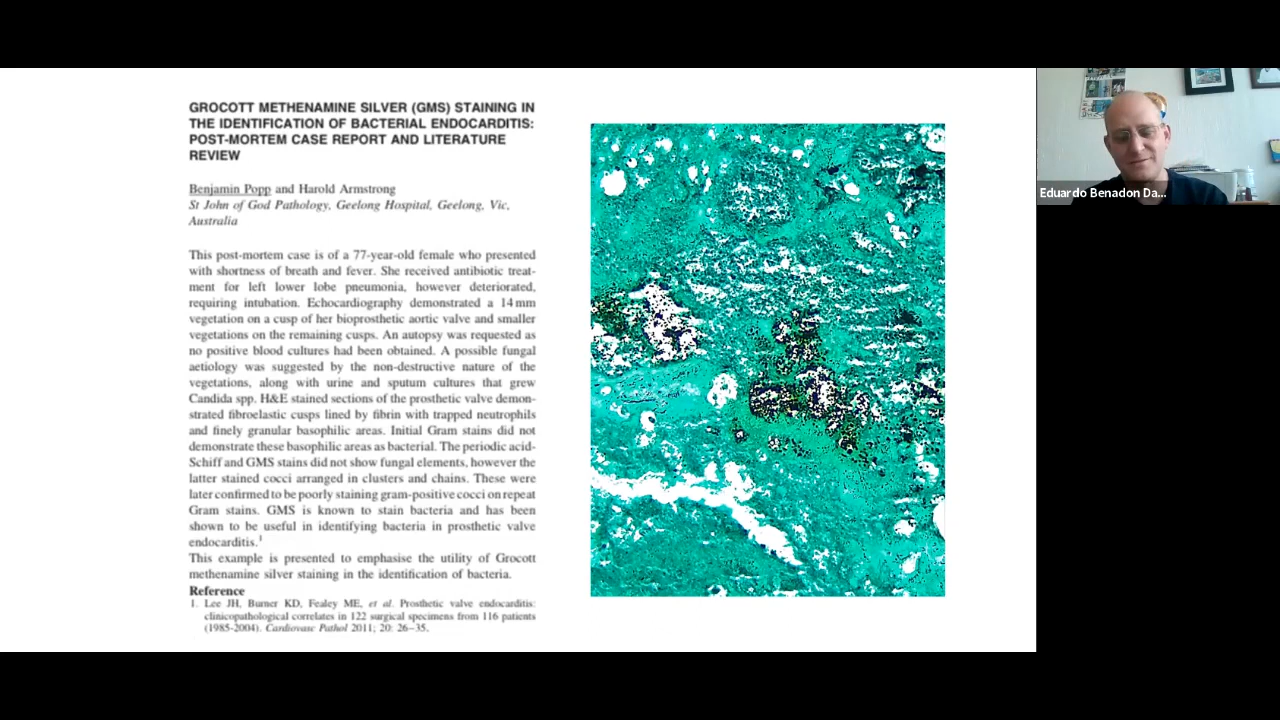 GROCOTT METHENAMINE SILVER (GMS) STAINING IN
THE IDENTIFICATION OF BACTERIAL ENDOCARDITIS:
POST-MORTEM CASE REPORT AND LITERATURE
REVIEW
Benjamin Popp and Harold Armstrong
St John of God Pathology, Geelong Hospital, Geelong, Vic,
Australia
This post-mortem case is of a 77-year-old female who presented
with shortness of breath and fever. She received antibiotic treat-
ment for left lower lobe pneumonia, however deteriorated,
requiring intubation. Echocardiography demonstrated a 14 mm
vegetation on a cusp of her bioprosthetic aortic valve and smaller
vegetations on the remaining cusps. An autopsy was requested as
no positive blood cultures had been obtained. A possible fungal
aetiology was suggested by the non-destructive nature of the
vegetations, along with urine and sputum cultures that grew
Candida spp. H&E stained sections of the prosthetic valve demon-
strated fibroelastic cusps lined by fibrin with trapped neutrophils
and finely granular basophilic areas. Initial Gram stains did not
demonstrate these basophilic areas as bacterial. The periodic acid-
Schiff and GMS stains did not show fungal elements, however the
latter stained cocci arranged in clusters and chains. These were
later confirmed to be poorly staining gram-positive cocci on repeat
Gram stains. GMS is known to stain bacteria and has been
shown to be useful in identifying bacteria in prosthetic valve
endocarditis.1
This example is presented to emphasise the utility of Grocott
methenamine silver staining in the identification of bacteria.
Reference
1. Lee JH, Burner KD, Fealey ME, et al. Prosthetic valve endocarditis:
clinicopathological correlates in 122 surgical specimens from 116 patients
(1985-2004). Cardiovasc Pathol 2011; 20: 26–35.
Eduardo Benadon Da...